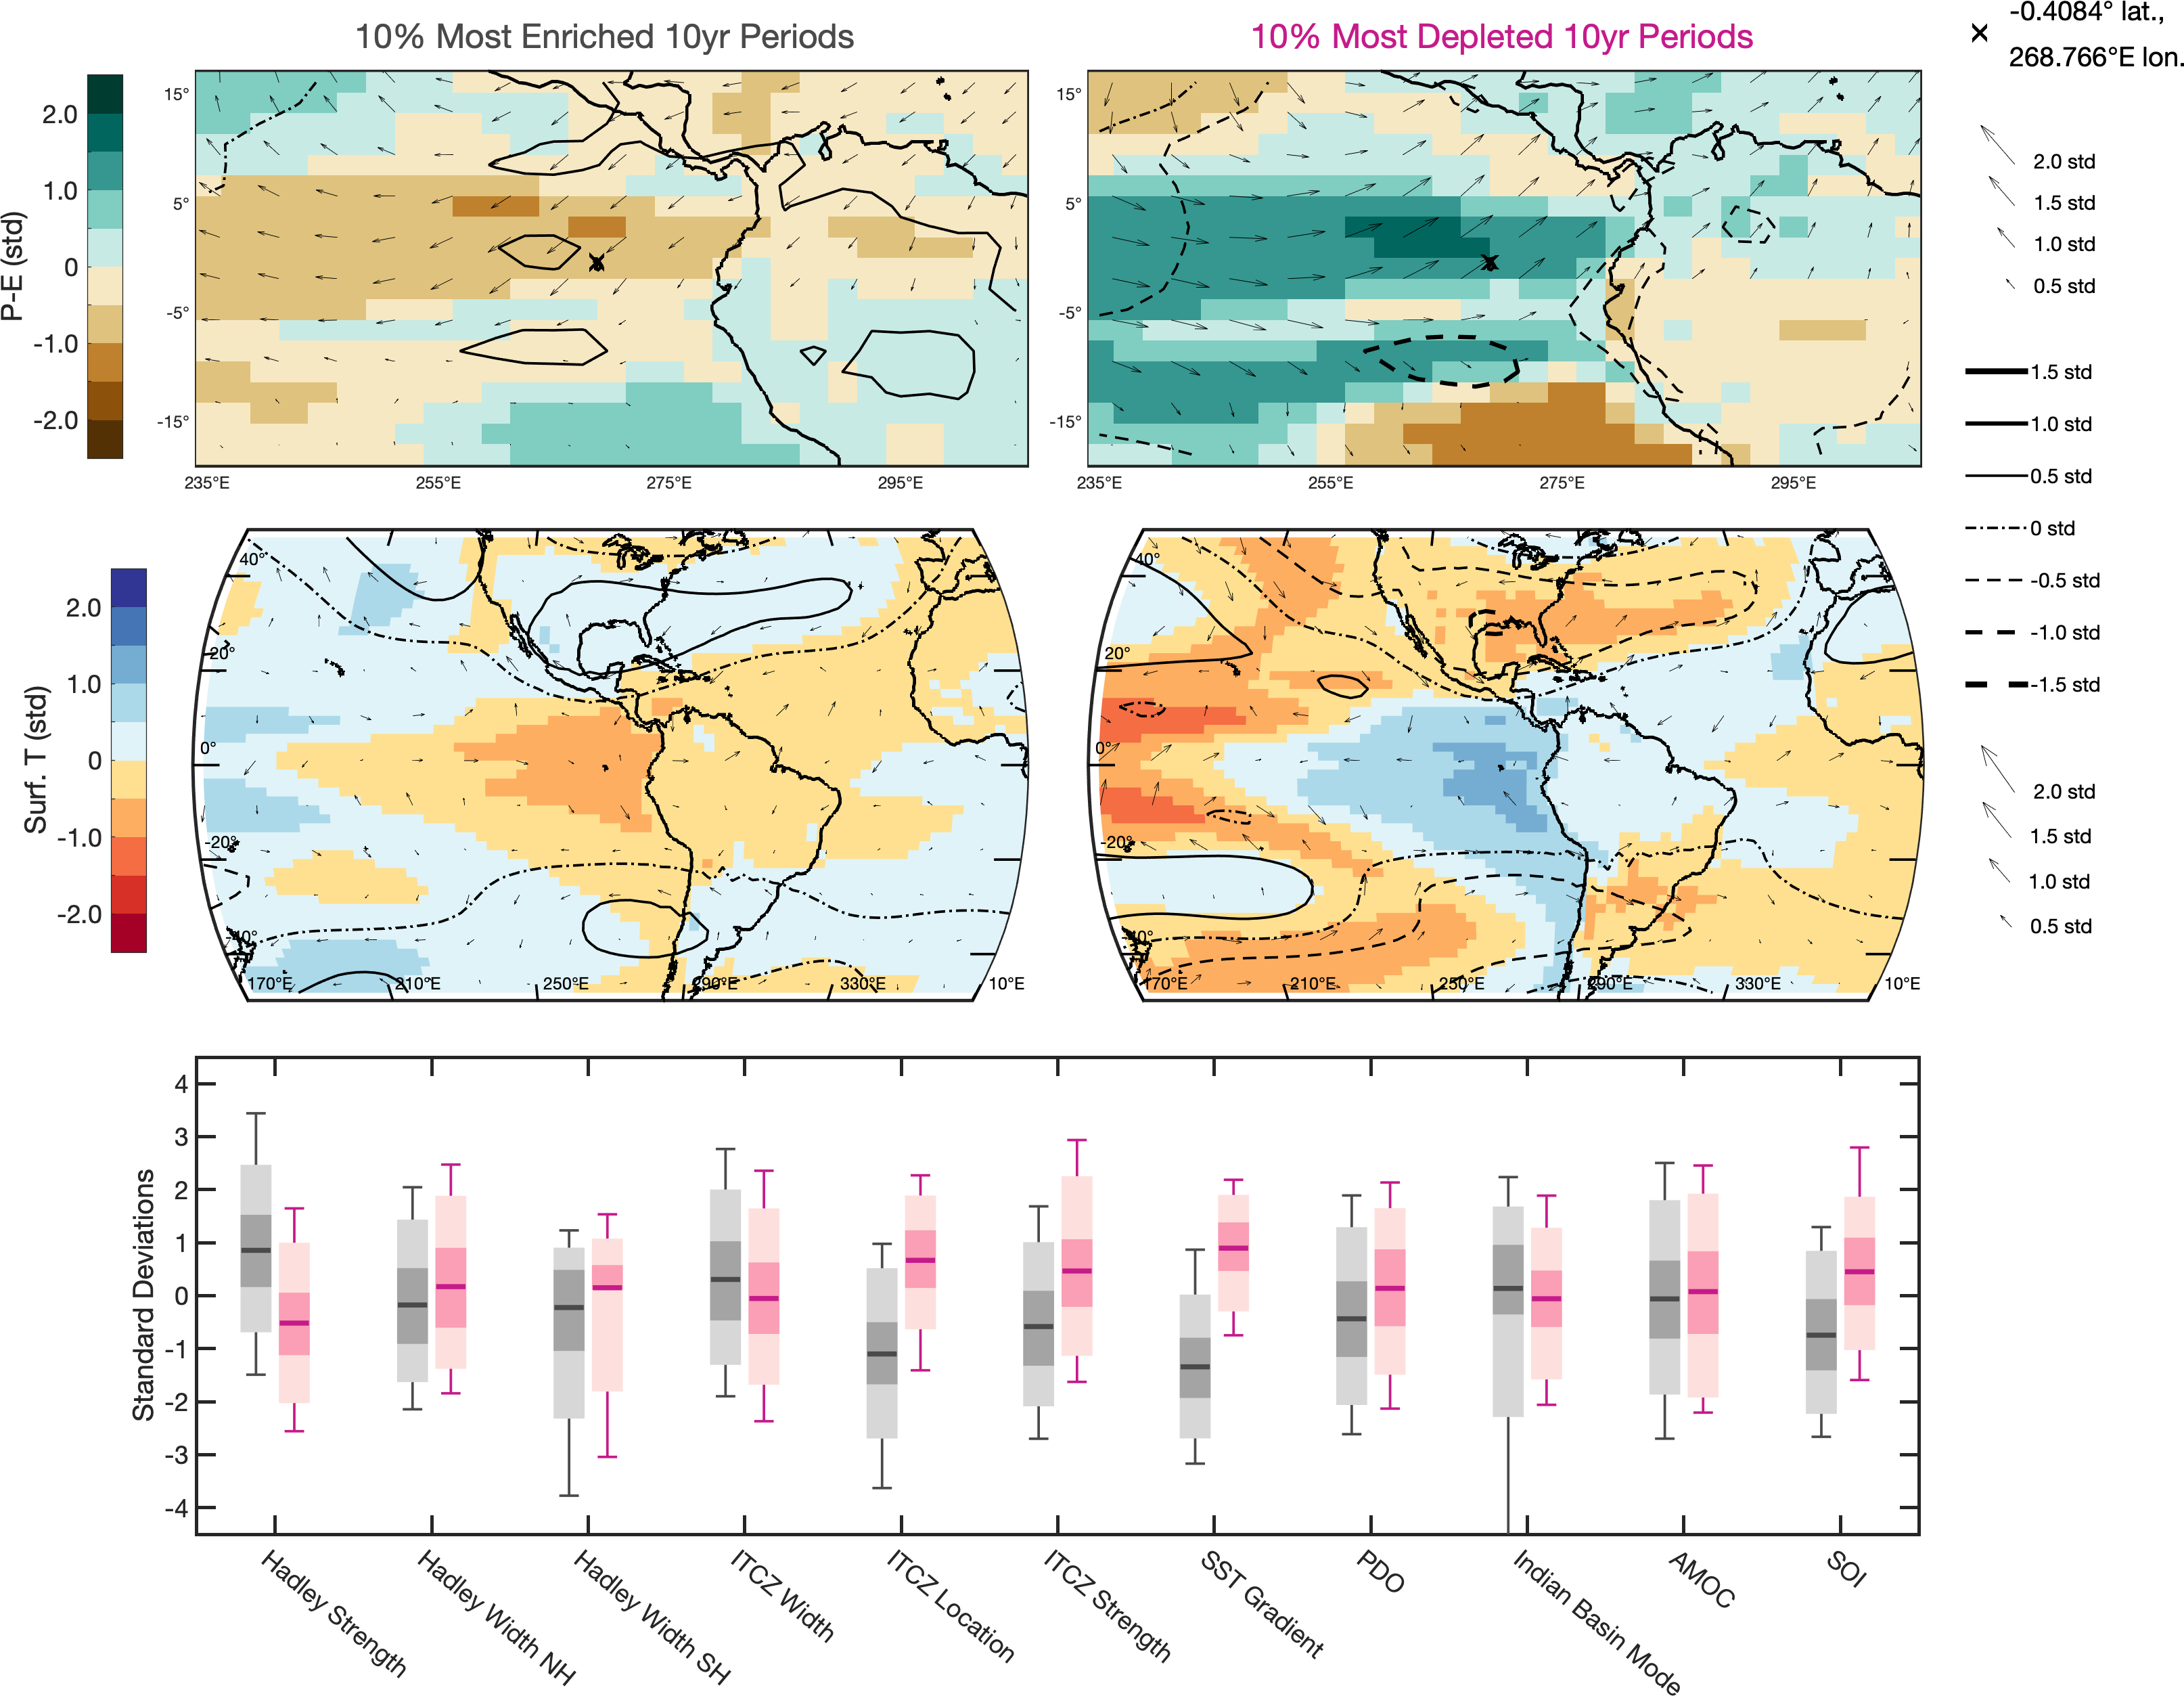 10% Most Enriched 10yr Periods
10% Most Depleted 10yr Periods
-0.4084° lat.,
268.766°E lon.
P-E (std)
2.0
1.0
0
-1.0
-2.0
15°
5°
-5°
-15°
235°E
255°E
275°E
295°E
15°
5°
-5°
-15°
235°E
255°E
275°E
295°E
2.0 std
1.5 std
1.0 std
0.5 std
1.5 std
1.0 std
0.5 std
0 std
-0.5 std
-1.0 std
-1.5 std
Surf. T (std)
2.0
1.0
0
-1.0
-2.0
40°
20°
0°
-20°
-40°
170°E
210°E
250°E
290°E
330°E
10°E
40°
20°
0°
-20°
-40°
170°E
210°E
250°E
290°E
330°E
10°E
2.0 std
1.5 std
1.0 std
0.5 std
Standard Deviations
4
3
2
1
0
-1
-2
-3
-4
Hadley Strength
Hadley Width NH
Hadley Width SH
ITCZ Width
ITCZ Location
ITCZ Strength
SST Gradient
PDO
Indian Basin Mode
AMOC
SOI